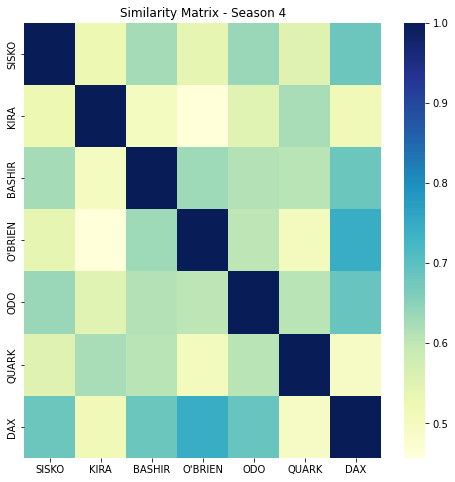 Similarity Matrix - Season 4
SISKO
KIRA
BASHIR
O'BRIEN
ODO
QUARK
DAX
SISKO KIRA BASHIR O'BRIEN ODO QUARK DAX
1.0
0.9
0.8
0.7
0.6
0.5